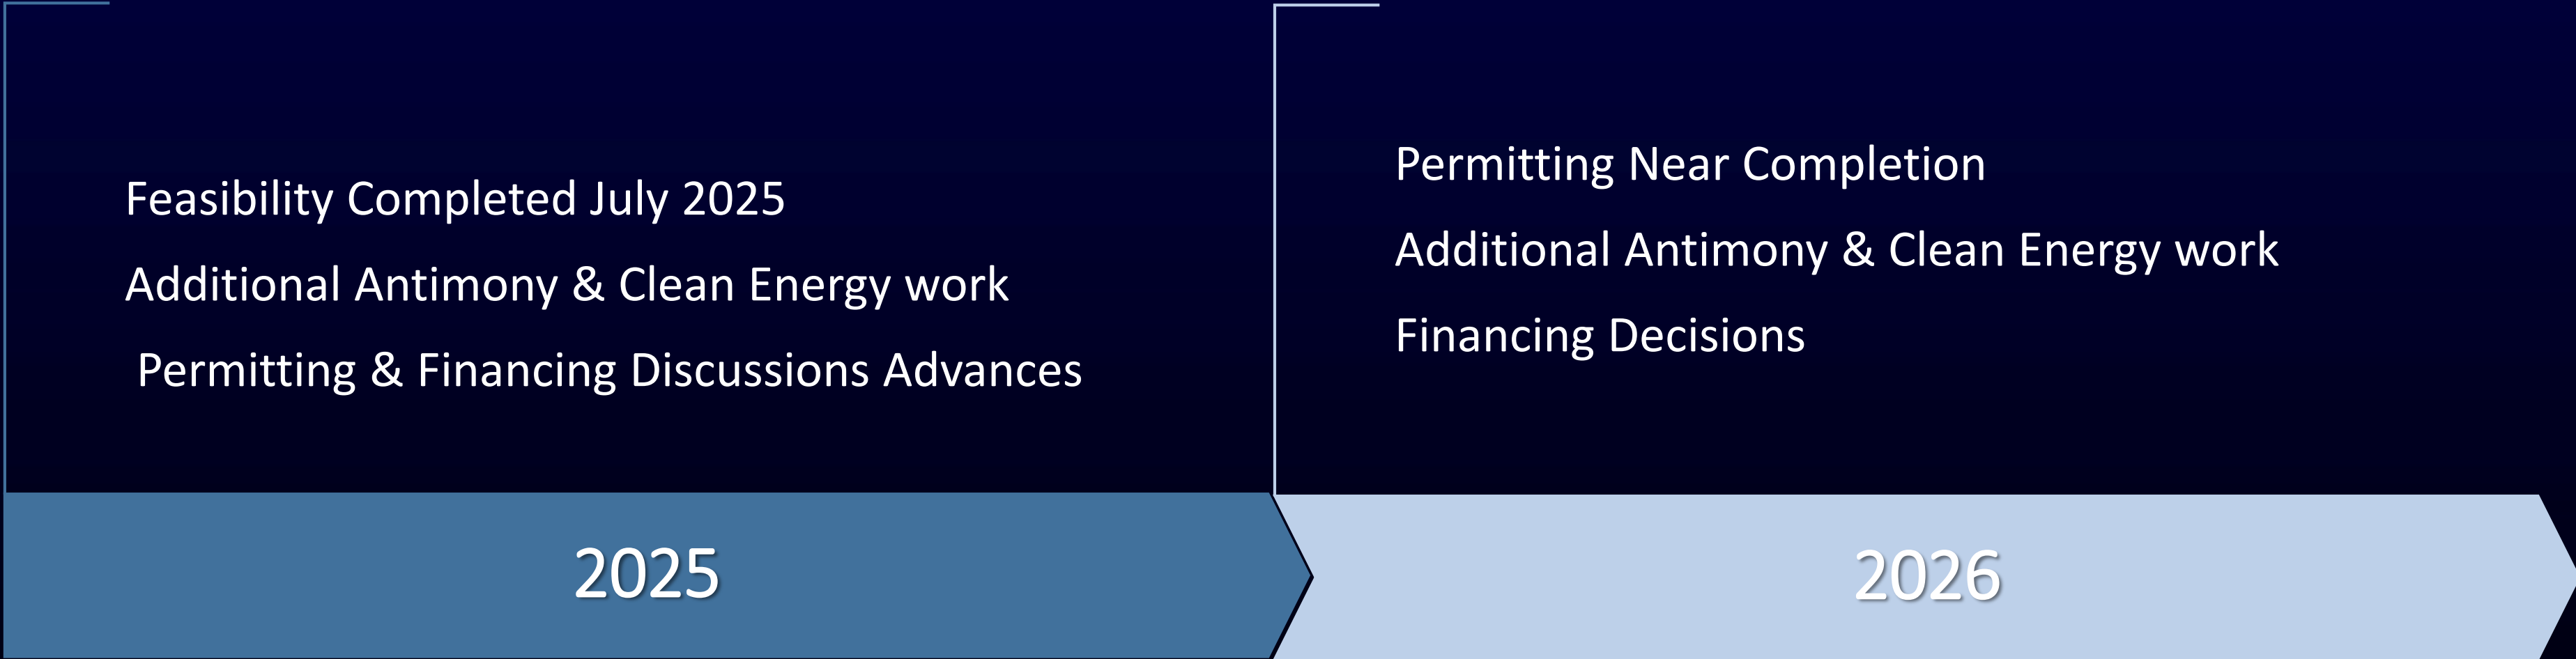 Feasibility Completed July 2025
Additional Antimony & Clean Energy work
Permitting & Financing Discussions Advances
2025
Permitting Near Completion
Additional Antimony & Clean Energy work
Financing Decisions
2026